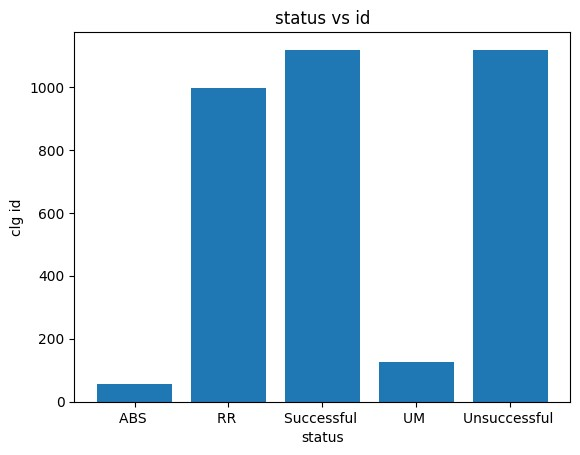 status vs id
clg id
1000
800
600
400
200
0
ABS RR Successful UM Unsuccessful
status